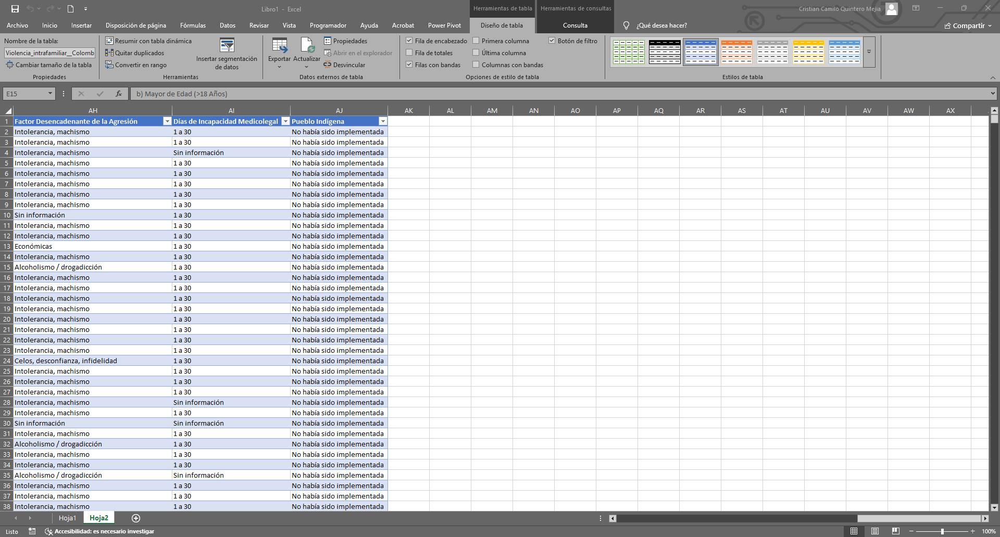 Libro1 - Excel
Herramientas de tabla
Herramientas de consultas
Cristian Camilo Quintero Mejia
Archivo Inicio Insertar Disposición de página Fórmulas Datos Revisar Vista Programador Ayuda Acrobat Power Pivot Diseño de tabla Consulta ¿Qué desea hacer? Compartir
Nombre de la tabla:
Violencia_intrafamiliar__Colomb
Cambiar tamaño de la tabla
Propiedades
Resumir con tabla dinámica
Quitar duplicados
Convertir en rango
Insertar segmentación
de datos
Herramientas
Exportar
Actualizar
Propiedades
Abrir en el explorador
Desvincular
Datos externos de tabla
Fila de encabezado
Fila de totales
Filas con bandas
Primera columna
Última columna
Columnas con bandas
Botón de filtro
Opciones de estilo de tabla
Estilos de tabla
E15 fx b) Mayor de Edad (>18 Años)
AH AI AJ AK AL AM AN AO AP AQ AR AS AT AU AV AW AX
1 Factor Desencadenante de la Agresión Días de Incapacidad Medicolegal Pueblo Indígena
2 Intolerancia, machismo 1 a 30 No había sido implementada
3 Intolerancia, machismo 1 a 30 No había sido implementada
4 Intolerancia, machismo Sin información No había sido implementada
5 Intolerancia, machismo 1 a 30 No había sido implementada
6 Intolerancia, machismo 1 a 30 No había sido implementada
7 Intolerancia, machismo 1 a 30 No había sido implementada
8 Intolerancia, machismo 1 a 30 No había sido implementada
9 Intolerancia, machismo 1 a 30 No había sido implementada
10 Sin información 1 a 30 No había sido implementada
11 Intolerancia, machismo 1 a 30 No había sido implementada
12 Intolerancia, machismo 1 a 30 No había sido implementada
13 Económicas 1 a 30 No había sido implementada
14 Intolerancia, machismo 1 a 30 No había sido implementada
15 Alcoholismo / drogadicción 1 a 30 No había sido implementada
16 Intolerancia, machismo 1 a 30 No había sido implementada
17 Intolerancia, machismo 1 a 30 No había sido implementada
18 Intolerancia, machismo 1 a 30 No había sido implementada
19 Intolerancia, machismo 1 a 30 No había sido implementada
20 Intolerancia, machismo 1 a 30 No había sido implementada
21 Intolerancia, machismo 1 a 30 No había sido implementada
22 Intolerancia, machismo 1 a 30 No había sido implementada
23 Intolerancia, machismo 1 a 30 No había sido implementada
24 Celos, desconfianza, infidelidad 1 a 30 No había sido implementada
25 Intolerancia, machismo 1 a 30 No había sido implementada
26 Intolerancia, machismo 1 a 30 No había sido implementada
27 Intolerancia, machismo 1 a 30 No había sido implementada
28 Intolerancia, machismo Sin información No había sido implementada
29 Intolerancia, machismo 1 a 30 No había sido implementada
30 Sin información Sin información No había sido implementada
31 Intolerancia, machismo 1 a 30 No había sido implementada
32 Alcoholismo / drogadicción 1 a 30 No había sido implementada
33 Intolerancia, machismo 1 a 30 No había sido implementada
34 Intolerancia, machismo 1 a 30 No había sido implementada
35 Alcoholismo / drogadicción Sin información No había sido implementada
36 Intolerancia, machismo 1 a 30 No había sido implementada
37 Intolerancia, machismo 1 a 30 No había sido implementada
38 Intolerancia, machismo 1 a 30 No había sido implementada
Hoja1 Hoja2
Listo Accesibilidad: es necesario investigar 100%